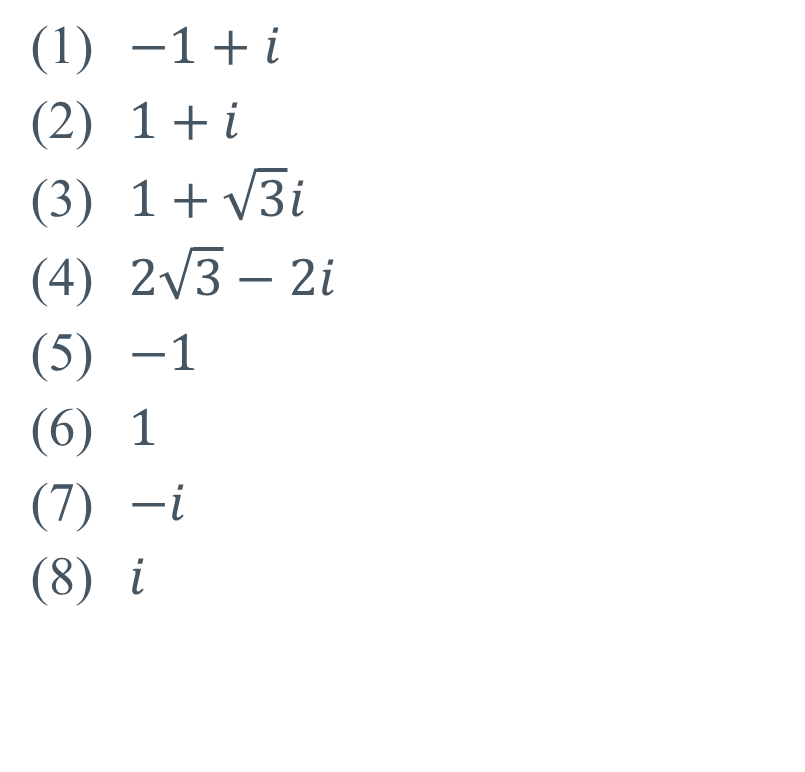 (1) −1 + i
(2) 1 + i
(3) 1 + √3i
(4) 2√3 − 2i
(5) −1
(6) 1
(7) −i
(8) i